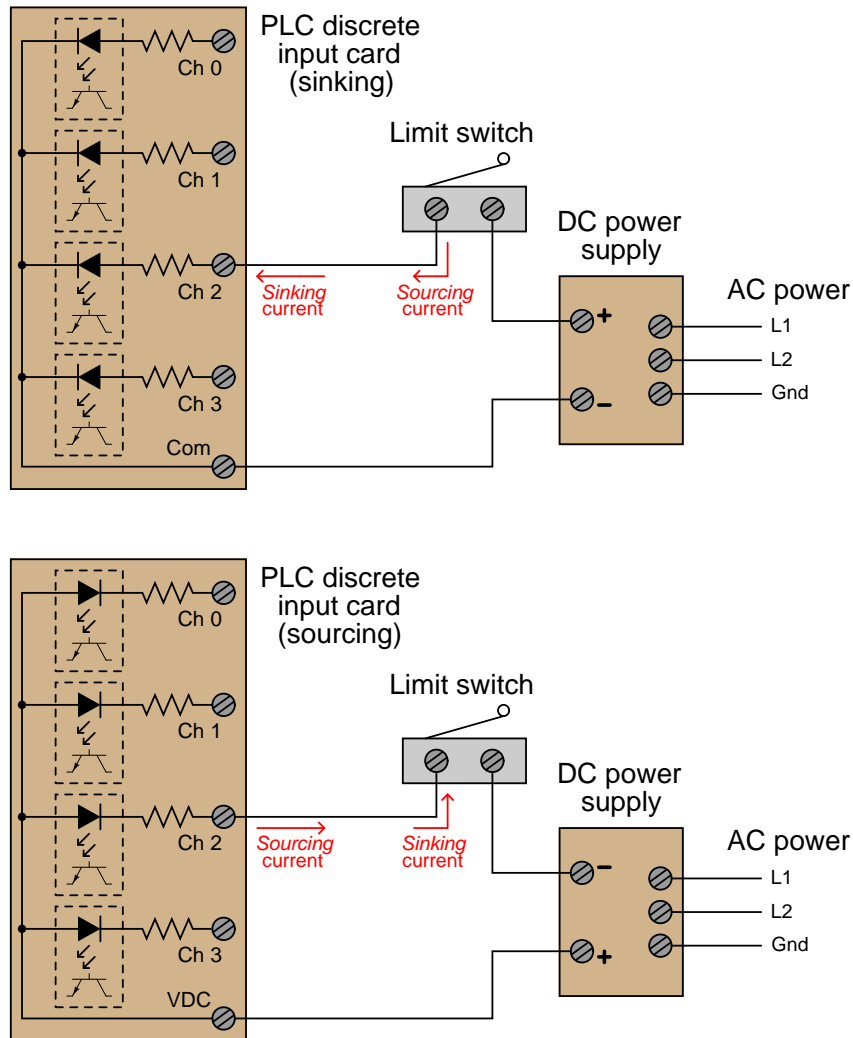 PLC discrete
input card
(sinking)
Ch 0
Ch 1
Ch 2
Ch 3
Com
Limit switch
Sinking
current
Sourcing
current
DC power
supply
+
-
AC power
L1
L2
Gnd
PLC discrete
input card
(sourcing)
Ch 0
Ch 1
Ch 2
Ch 3
VDC
Limit switch
Sourcing
current
Sinking
current
DC power
supply
-
+
AC power
L1
L2
Gnd